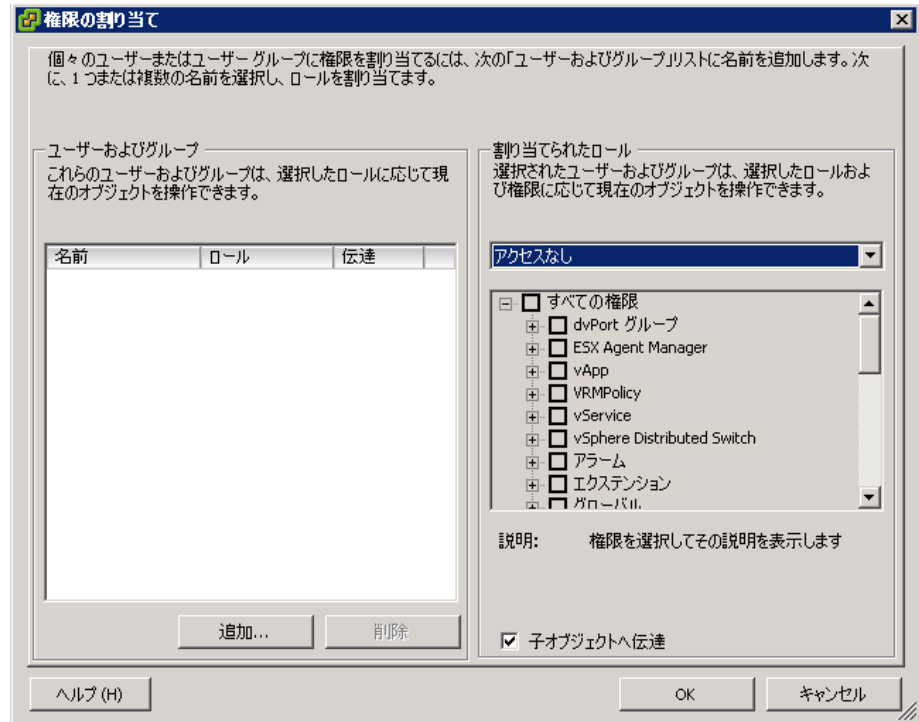 権限の割り当て
個々のユーザーまたはユーザー グループに権限を割り当てるには、次の「ユーザーおよびグループ」リストに名前を追加します。次
に、1 つまたは複数の名前を選択し、ロールを割り当てます。
ユーザーおよびグループ
これらのユーザーおよびグループは、選択したロールに応じて現
在のオブジェクトを操作できます。
名前 ロール 伝達
追加... 削除
割り当てられたロール
選択されたユーザーおよびグループは、選択したロールおよ
び権限に応じて現在のオブジェクトを操作できます。
アクセスなし
すべての権限
dvPort グループ
ESX Agent Manager
vApp
VRMPolicy
vService
vSphere Distributed Switch
アラーム
エクステンション
グローバル
説明: 権限を選択してその説明を表示します
子オブジェクトへ伝達
ヘルプ (H) OK キャンセル